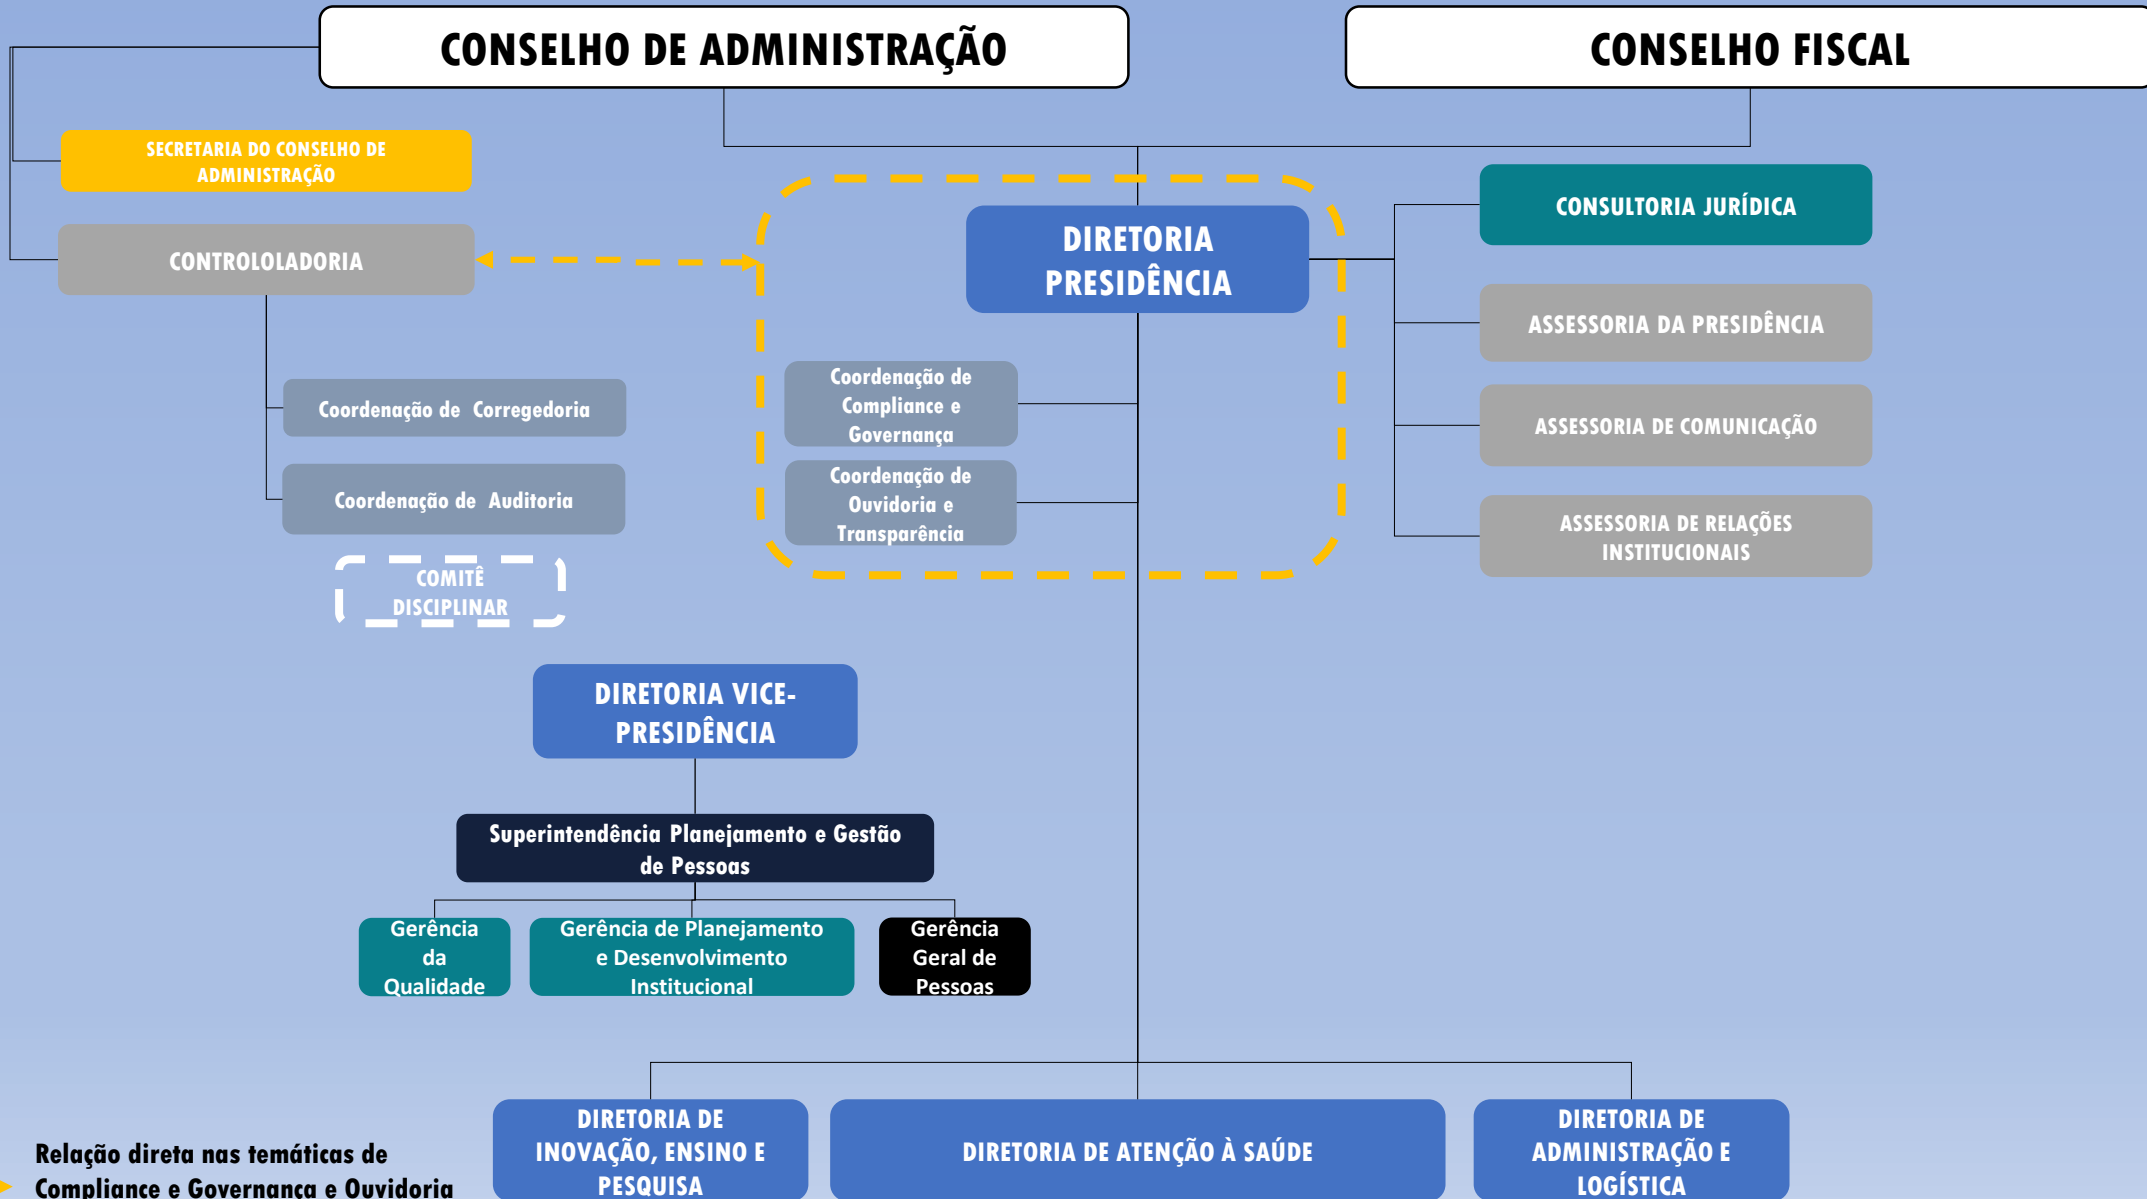 CONSELHO DE ADMINISTRAÇÃO
CONSELHO FISCAL
SECRETARIA DO CONSELHO DE
ADMINISTRAÇÃO
CONTROLOLADORIA
DIRETORIA
PRESIDÊNCIA
CONSULTORIA JURÍDICA
ASSESSORIA DA PRESIDÊNCIA
ASSESSORIA DE COMUNICAÇÃO
ASSESSORIA DE RELAÇÕES
INSTITUCIONAIS
Coordenação de Corregedoria
Coordenação de Auditoria
COMITÊ
DISCIPLINAR
Coordenação de
Compliance e
Governança
Coordenação de
Ouvidoria e
Transparência
DIRETORIA VICE-
PRESIDÊNCIA
Superintendência Planejamento e Gestão
de Pessoas
Gerência
da
Qualidade
Gerência de Planejamento
e Desenvolvimento
Institucional
Gerência
Geral de
Pessoas
DIRETORIA DE
INOVAÇÃO, ENSINO E
PESQUISA
DIRETORIA DE ATENÇÃO À SAÚDE
DIRETORIA DE
ADMINISTRAÇÃO E
LOGÍSTICA
Relação direta nas temáticas de
Compliance e Governança e Ouvidoria